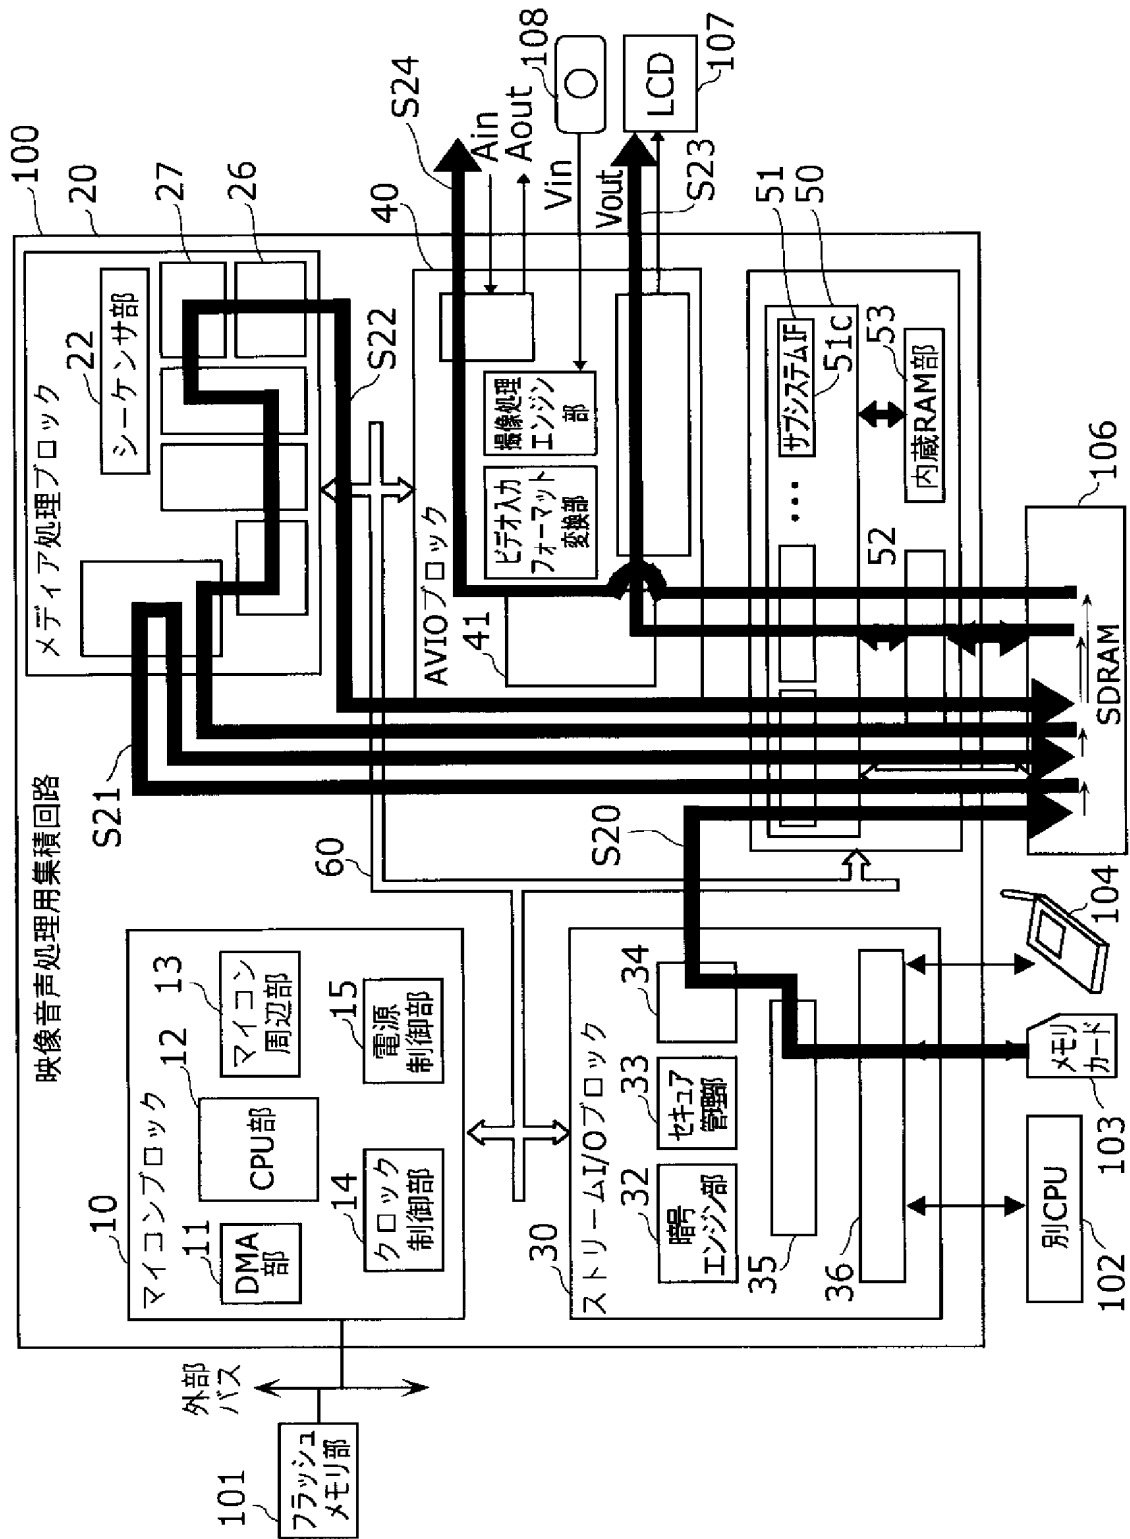 映像音声処理用集積回路
100
外部
バス
101
フラッシュ
メモリ部
10
マイコンブロック
11
DMA
部
12
CPU部
13
マイコン
周辺部
14
クロック
制御部
15
電源
制御部
60
S21
20
メディア処理ブロック
22
シーケンサ部
27
26
S22
30
ストリームI/Oブロック
32
暗号
エンジン部
33
セキュア
管理部
34
35
36
S20
40
AVIOブロック
41
ビデオ入力
フォーマット
変換部
撮像処理
エンジン
部
S24
Ain
Aout
Vin
108
Vout
LCD
107
S23
50
51
サブシステムIF
51c
•••
52
53
内蔵RAM部
106
SDRAM
別CPU
102
メモリ
カード
103
104